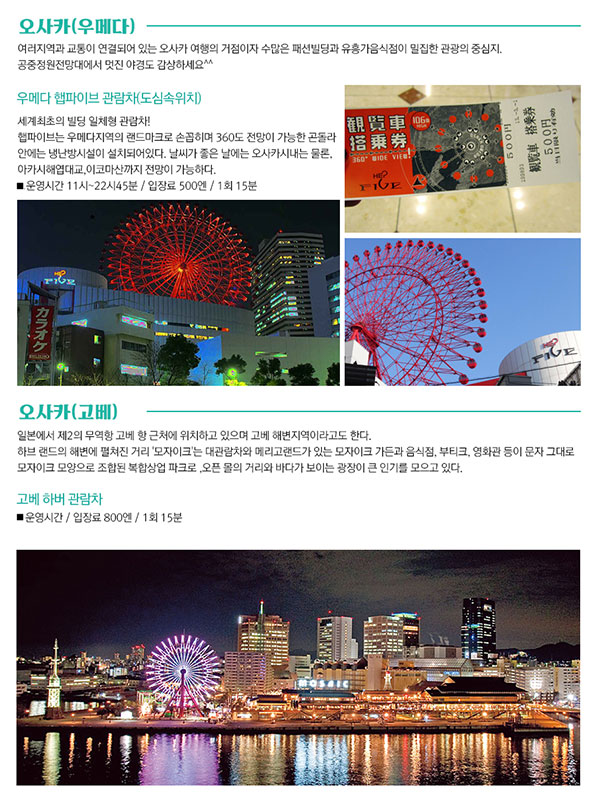 오사카(우메다)
여러지역과 교통이 연결되어 있는 오사카 여행의 거점이자 수많은 패션빌딩과 유흥가음식점이 밀집한 관광의 중심지.
공중정원전망대에서 멋진 야경도 감상하세요^^
우메다 헵파이브 관람차(도심속위치)
세계최초의 빌딩 일체형 관람차!
헵파이브는 우메다지역의 랜드마크로 손꼽히며 360도 전망이 가능한 곤돌라
안에는 냉난방시설이 설치되어있다. 날씨가 좋은 날에는 오사카시내는 물론,
아카시해협대교,이코마산까지 전망이 가능하다.
■ 운영시간 11시~22시45분 / 입장료 500엔 / 1회 15분
観覧車
搭乗券
106m
360° WIDE VIEW!
HEP
FIVE
500円
観覧車 搭乗券
500円
HEP
FIVE
カラオケ
FIVE
오사카(고베)
일본에서 제2의 무역항 고베 항 근처에 위치하고 있으며 고베 해변지역이라고도 한다.
하브 랜드의 해변에 펼쳐진 거리 '모자이크'는 대관람차와 메리고랜드가 있는 모자이크 가든과 음식점, 부티크, 영화관 등이 문자 그대로
모자이크 모양으로 조합된 복합상업 파크로 ,오픈 몰의 거리와 바다가 보이는 광장이 큰 인기를 모으고 있다.
고베 하버 관람차
■ 운영시간 / 입장료 800엔 / 1회 15분
MOSAIC